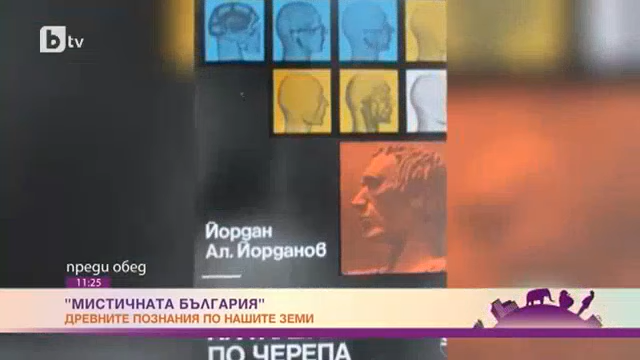 btv
Йордан
Ал. Йорданов
преди обед
11:25
"МИСТИЧНАТА БЪЛГАРИЯ"
ДРЕВНИТЕ ПОЗНАНИЯ ПО НАШИТЕ ЗЕМИ
ПО ЧЕРЕПА